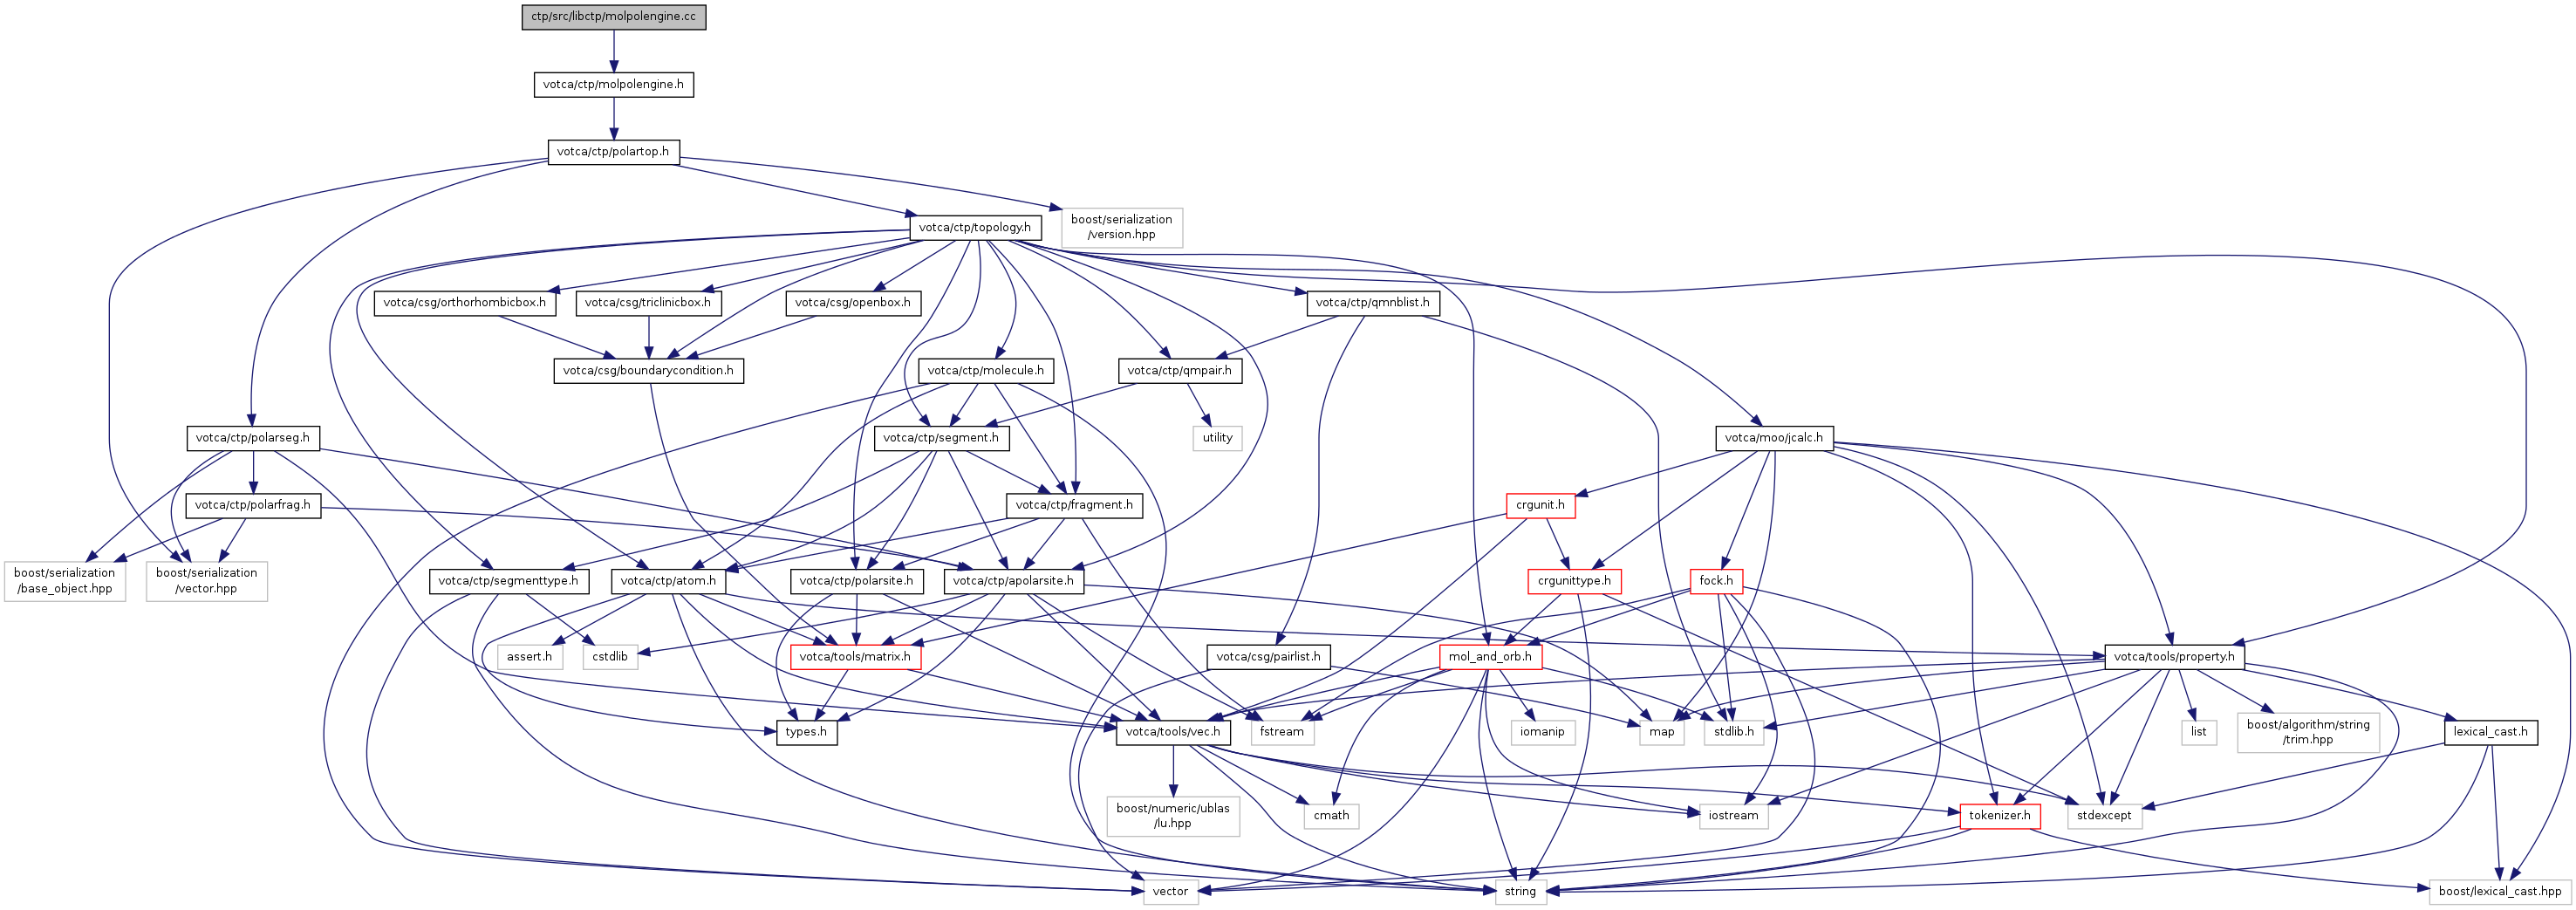 ctp/src/libctp/molpolengine.cc
votca/ctp/molpolengine.h
votca/ctp/polartop.h
boost/serialization
/version.hpp
votca/ctp/topology.h
votca/csg/orthorhombicbox.h
votca/csg/triclinicbox.h
votca/csg/openbox.h
votca/ctp/qmnblist.h
votca/csg/boundarycondition.h
votca/ctp/molecule.h
votca/ctp/qmpair.h
votca/ctp/polarseg.h
votca/ctp/segment.h
utility
votca/moo/jcalc.h
votca/ctp/polarfrag.h
votca/ctp/fragment.h
crgunit.h
boost/serialization
/base_object.hpp
boost/serialization
/vector.hpp
votca/ctp/segmenttype.h
votca/ctp/atom.h
votca/ctp/polarsite.h
votca/ctp/apolarsite.h
crgunittype.h
fock.h
assert.h
cstdlib
votca/tools/matrix.h
votca/csg/pairlist.h
mol_and_orb.h
votca/tools/property.h
types.h
votca/tools/vec.h
fstream
iomanip
map
stdlib.h
list
boost/algorithm/string
/trim.hpp
lexical_cast.h
boost/numeric/ublas
/lu.hpp
cmath
iostream
tokenizer.h
stdexcept
vector
string
boost/lexical_cast.hpp